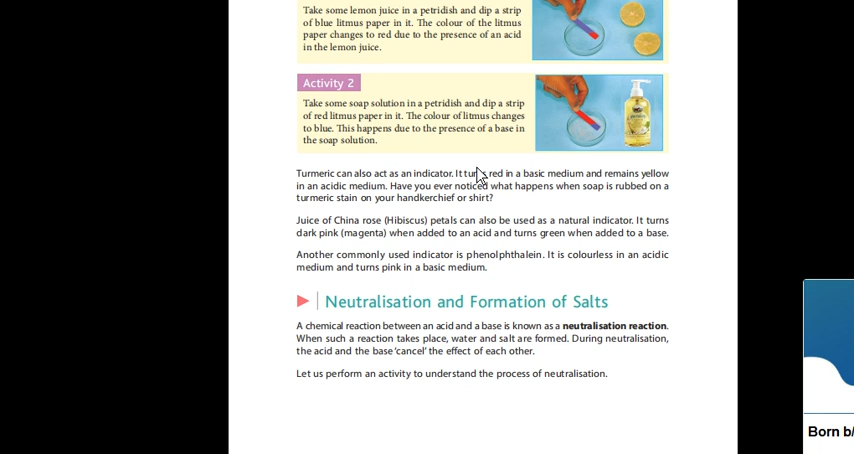 Take some lemon juice in a petridish and dip a strip
of blue litmus paper in it. The colour of the litmus
paper changes to red due to the presence of an acid
in the lemon juice.
Activity 2
Take some soap solution in a petridish and dip a strip
of red litmus paper in it. The colour of litmus changes
to blue. This happens due to the presence of a base in
the soap solution.
Turmeric can also act as an indicator. It turns red in a basic medium and remains yellow
in an acidic medium. Have you ever noticed what happens when soap is rubbed on a
turmeric stain on your handkerchief or shirt?
Juice of China rose (Hibiscus) petals can also be used as a natural indicator. It turns
dark pink (magenta) when added to an acid and turns green when added to a base.
Another commonly used indicator is phenolphthalein. It is colourless in an acidic
medium and turns pink in a basic medium.
Neutralisation and Formation of Salts
A chemical reaction between an acid and a base is known as a neutralisation reaction.
When such a reaction takes place, water and salt are formed. During neutralisation,
the acid and the base ‘cancel’ the effect of each other.
Let us perform an activity to understand the process of neutralisation.
Born b/